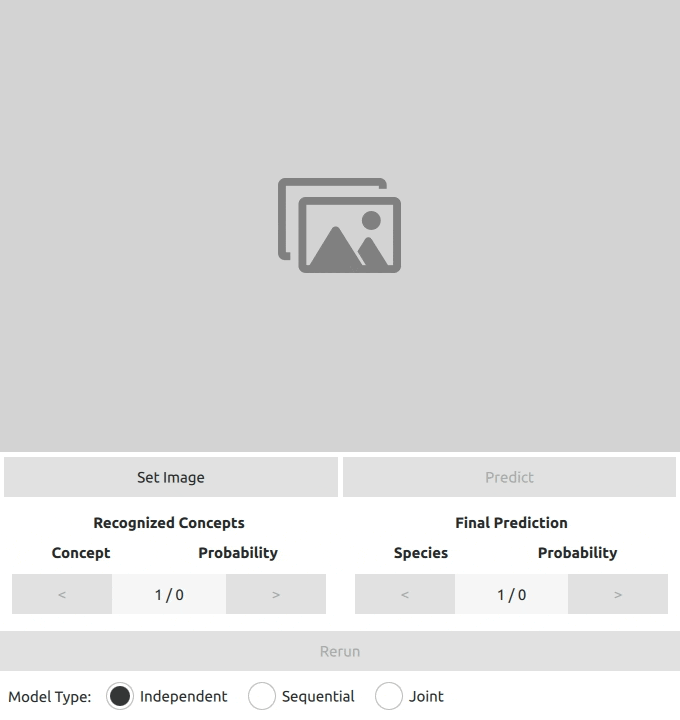 Set Image Predict
Recognized Concepts Final Prediction
Concept Probability Species Probability
< 1 / 0 > < 1 / 0 >
Rerun
Model Type: Independent Sequential Joint